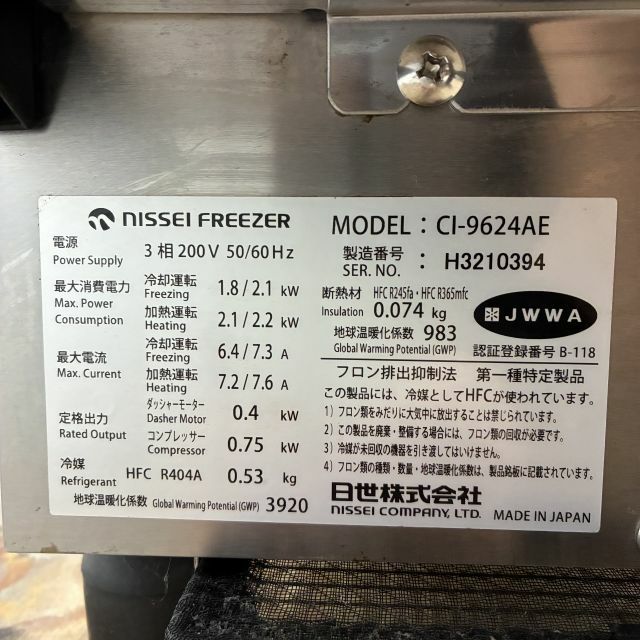 NISSEI FREEZER
電源
Power Supply
3 相 200 V 50/60 Hz
最大消費電力
Max. Power
Consumption
冷却運転
Freezing
1.8 / 2.1 kW
加熱運転
Heating
2.1 / 2.2 kW
最大電流
Max. Current
冷却運転
Freezing
6.4 / 7.3 A
加熱運転
Heating
7.2 / 7.6 A
定格出力
Rated Output
ダッシャーモーター
Dasher Motor
0.4 kW
コンプレッサー
Compressor
0.75 kW
冷媒
Refrigerant
HFC R404A 0.53 kg
地球温暖化係数 Global Warming Potential (GWP) 3920
MODEL : CI-9624AE
製造番号
SER. NO. : H3210394
断熱材 HFC R245fa・HFC R365mfc
Insulation 0.074 kg
地球温暖化係数 983
Global Warming Potential (GWP)
JWWA
認証登録番号 B-118
フロン排出抑制法 第一種特定製品
この製品には、冷媒としてHFCが使われています。
1) フロン類をみだりに大気中に放出することは禁じられています。
2) この製品を廃棄・整備する場合には、フロン類の回収が必要です。
3) 冷媒が未回収の機器を引き渡してはいけません。
4) フロン類の種類・数量・地球温暖化係数は、製品銘板に記載されています。
日世株式会社
NISSEI COMPANY, LTD. MADE IN JAPAN